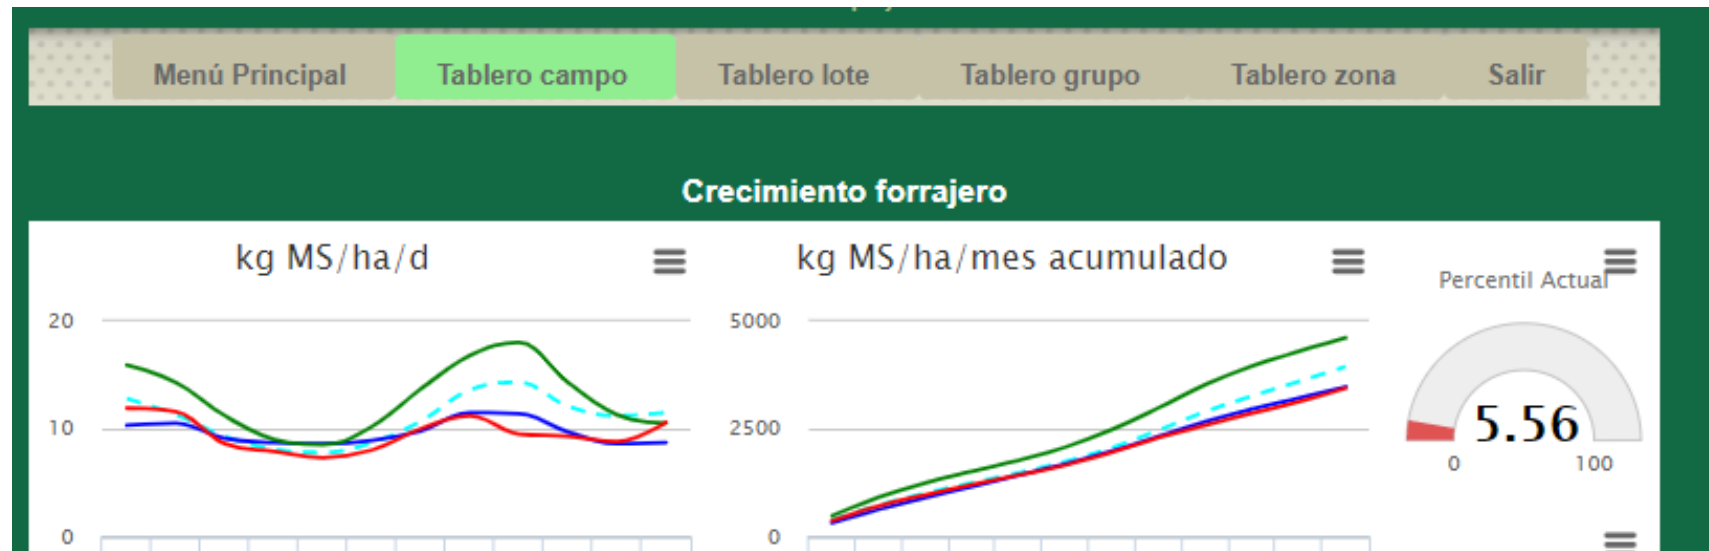 Menú Principal Tablero campo Tablero lote Tablero grupo Tablero zona Salir
Crecimiento forrajero
kg MS/ha/d
20
10
0
kg MS/ha/mes acumulado
5000
2500
0
Percentil Actual
5.56
0 100